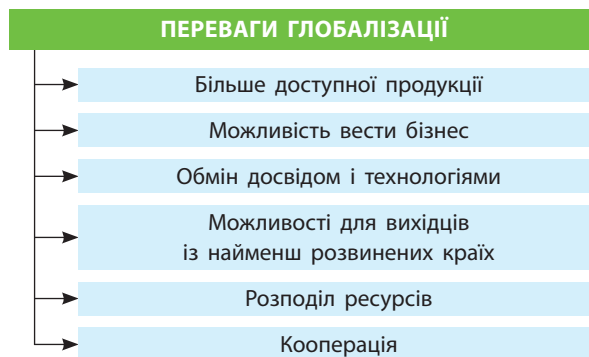 ПЕРЕВАГИ ГЛОБАЛІЗАЦІЇ
Більше доступної продукції
Можливість вести бізнес
Обмін досвідом і технологіями
Можливості для вихідців
із найменш розвинених країх
Розподіл ресурсів
Кооперація